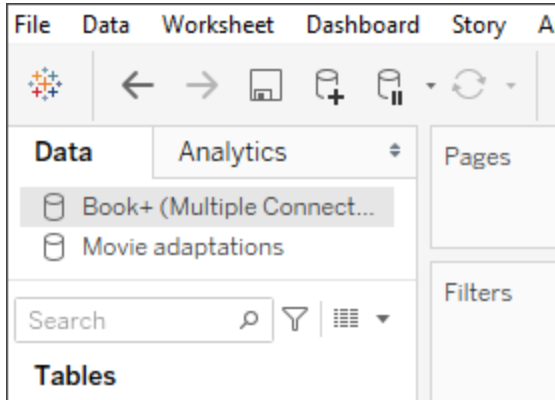 File Data Worksheet Dashboard Story A
Data Analytics
Pages
Book+ (Multiple Connect...
Movie adaptations
Filters
Search
Tables